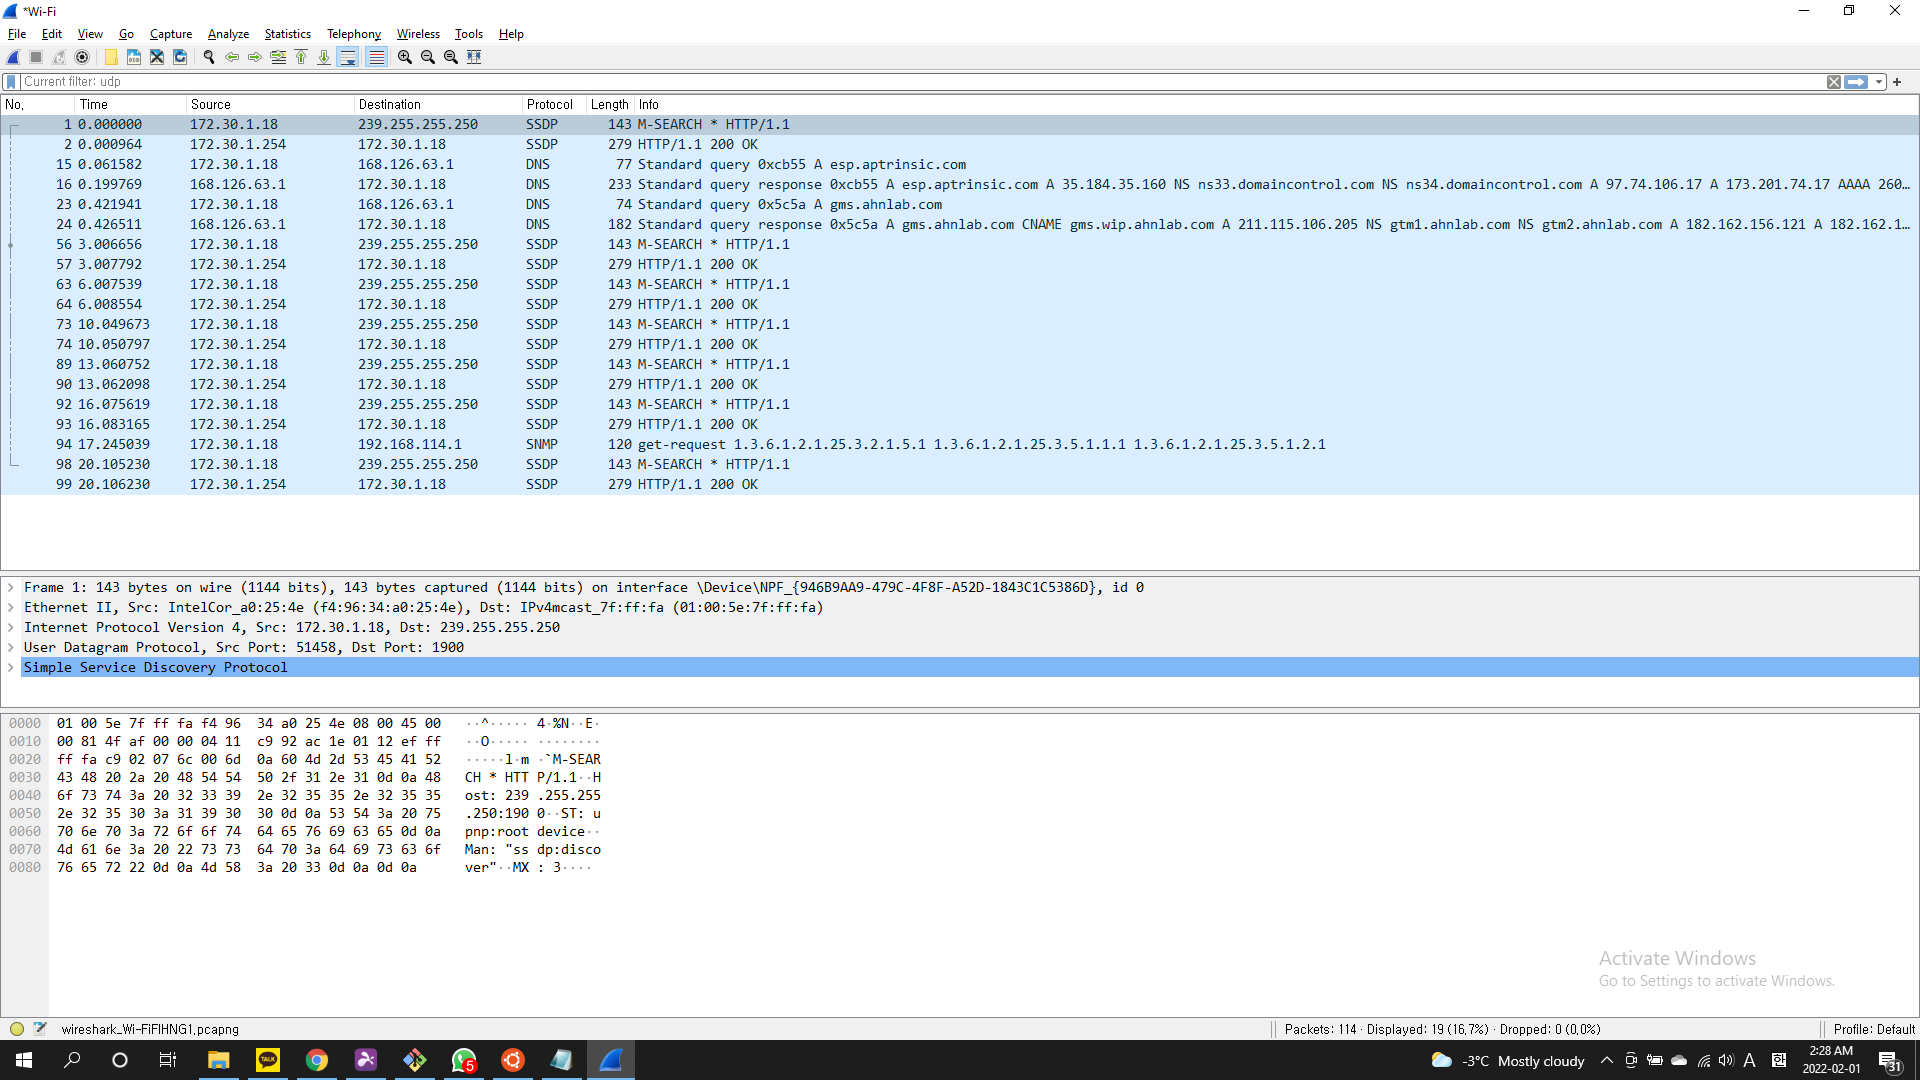 *Wi-Fi
File Edit View Go Capture Analyze Statistics Telephony Wireless Tools Help
Current filter: udp
No. Time Source Destination Protocol Length Info
1 0.000000 172.30.1.18 239.255.255.250 SSDP 143 M-SEARCH * HTTP/1.1
2 0.000964 172.30.1.254 172.30.1.18 SSDP 279 HTTP/1.1 200 OK
15 0.061582 172.30.1.18 168.126.63.1 DNS 77 Standard query 0xcb55 A esp.aptrinsic.com
16 0.199769 168.126.63.1 172.30.1.18 DNS 233 Standard query response 0xcb55 A esp.aptrinsic.com A 35.184.35.160 NS ns33.domaincontrol.com NS ns34.domaincontrol.com A 97.74.106.17 A 173.201.74.17 AAAA 260…
23 0.421941 172.30.1.18 168.126.63.1 DNS 74 Standard query 0x5c5a A gms.ahnlab.com
24 0.426511 168.126.63.1 172.30.1.18 DNS 182 Standard query response 0x5c5a A gms.ahnlab.com CNAME gms.wip.ahnlab.com A 211.115.106.205 NS gtm1.ahnlab.com NS gtm2.ahnlab.com A 182.162.156.121 A 182.162.1…
56 3.006656 172.30.1.18 239.255.255.250 SSDP 143 M-SEARCH * HTTP/1.1
57 3.007792 172.30.1.254 172.30.1.18 SSDP 279 HTTP/1.1 200 OK
63 6.007539 172.30.1.18 239.255.255.250 SSDP 143 M-SEARCH * HTTP/1.1
64 6.008554 172.30.1.254 172.30.1.18 SSDP 279 HTTP/1.1 200 OK
73 10.049673 172.30.1.18 239.255.255.250 SSDP 143 M-SEARCH * HTTP/1.1
74 10.050797 172.30.1.254 172.30.1.18 SSDP 279 HTTP/1.1 200 OK
89 13.060752 172.30.1.18 239.255.255.250 SSDP 143 M-SEARCH * HTTP/1.1
90 13.062098 172.30.1.254 172.30.1.18 SSDP 279 HTTP/1.1 200 OK
92 16.075619 172.30.1.18 239.255.255.250 SSDP 143 M-SEARCH * HTTP/1.1
93 16.083165 172.30.1.254 172.30.1.18 SSDP 279 HTTP/1.1 200 OK
94 17.245039 172.30.1.18 192.168.114.1 SNMP 120 get-request 1.3.6.1.2.1.25.3.2.1.5.1 1.3.6.1.2.1.25.3.5.1.1.1 1.3.6.1.2.1.25.3.5.1.2.1
98 20.105230 172.30.1.18 239.255.255.250 SSDP 143 M-SEARCH * HTTP/1.1
99 20.106230 172.30.1.254 172.30.1.18 SSDP 279 HTTP/1.1 200 OK
Frame 1: 143 bytes on wire (1144 bits), 143 bytes captured (1144 bits) on interface \Device\NPF_{946B9AA9-479C-4F8F-A52D-1843C1C5386D}, id 0
Ethernet II, Src: IntelCor_a0:25:4e (f4:96:34:a0:25:4e), Dst: IPv4mcast_7f:ff:fa (01:00:5e:7f:ff:fa)
Internet Protocol Version 4, Src: 172.30.1.18, Dst: 239.255.255.250
User Datagram Protocol, Src Port: 51458, Dst Port: 1900
Simple Service Discovery Protocol
0000 01 00 5e 7f ff fa f4 96 34 a0 25 4e 08 00 45 00 ··^····· 4·%N··E·
0010 00 81 4f af 00 00 04 11 c9 92 ac 1e 01 12 ef ff ··O····· ········
0020 ff fa c9 02 07 6c 00 6d 0a 60 4d 2d 53 45 41 52 ·····l·m ·`M-SEAR
0030 43 48 20 2a 20 48 54 54 50 2f 31 2e 31 0d 0a 48 CH * HTT P/1.1··H
0040 6f 73 74 3a 20 32 33 39 2e 32 35 35 2e 32 35 35 ost: 239 .255.255
0050 2e 32 35 30 3a 31 39 30 30 0d 0a 53 54 3a 20 75 .250:190 0··ST: u
0060 70 6e 70 3a 72 6f 6f 74 64 65 76 69 63 65 0d 0a pnp:root device··
0070 4d 61 6e 3a 20 22 73 73 64 70 3a 64 69 73 63 6f Man: "ss dp:disco
0080 76 65 72 22 0d 0a 4d 58 3a 20 33 0d 0a 0d 0a ver"··MX : 3····
Activate Windows
Go to Settings to activate Windows.
wireshark_Wi-FiFIHNG1.pcapng
Packets: 114 · Displayed: 19 (16.7%) · Dropped: 0 (0.0%)
Profile: Default
TALK
5
-3°C Mostly cloudy
A
2:28 AM
2022-02-01
31